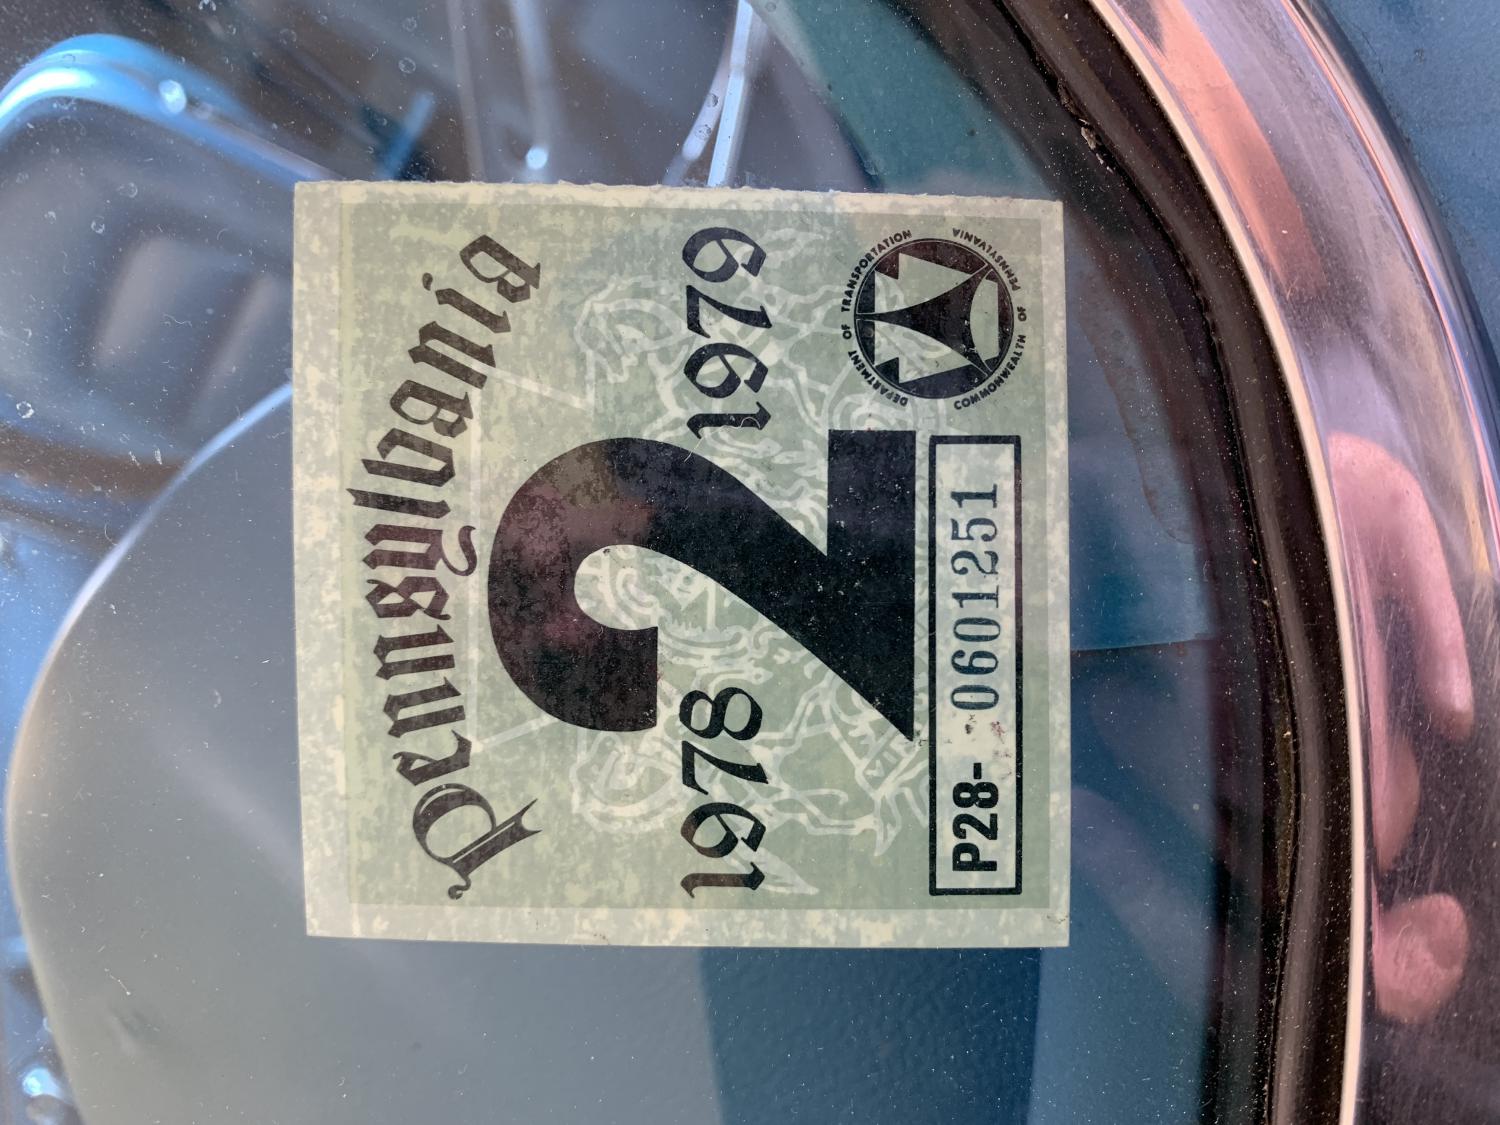 Pennsylvania
1978 1979
2
DEPARTMENT OF TRANSPORTATION
COMMONWEALTH OF PENNSYLVANIA
P28- 0601251